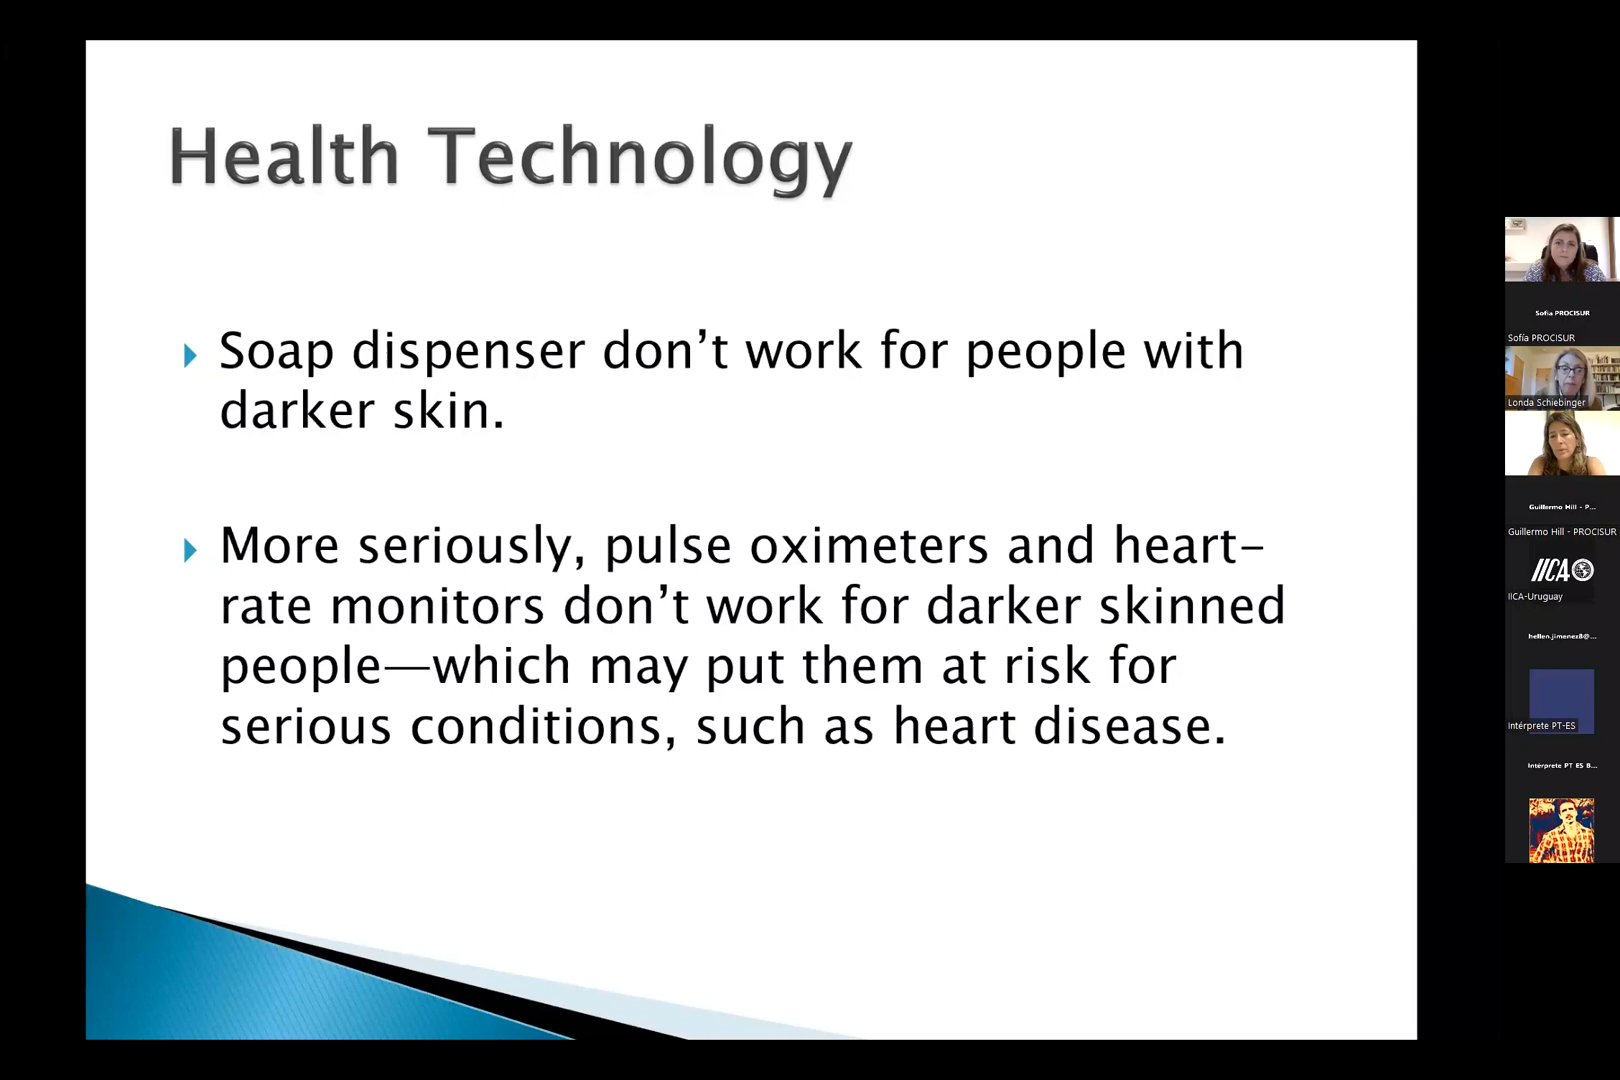 Health Technology
Soap dispenser don’t work for people with
darker skin.
More seriously, pulse oximeters and heart-
rate monitors don’t work for darker skinned
people—which may put them at risk for
serious conditions, such as heart disease.
Sofía PROCISUR
Sofía PROCISUR
Londa Schiebinger
Guillermo Hill - P...
Guillermo Hill - PROCISUR
IICA
IICA-Uruguay
hellen.jimenez8@...
Intérprete PT-ES
Intérprete PT ES B...